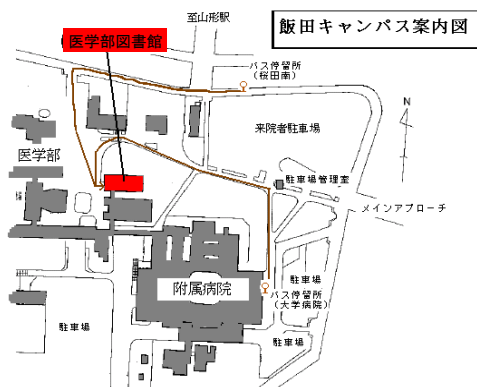 至山形駅
飯田キャンパス案内図
医学部図書館
バス停留所
（桜田南）
N
来院者駐車場
医学部
駐車場管理室
メインアプローチ
附属病院
駐車場
バス停留所
（大学病院）
駐車場
駐車場